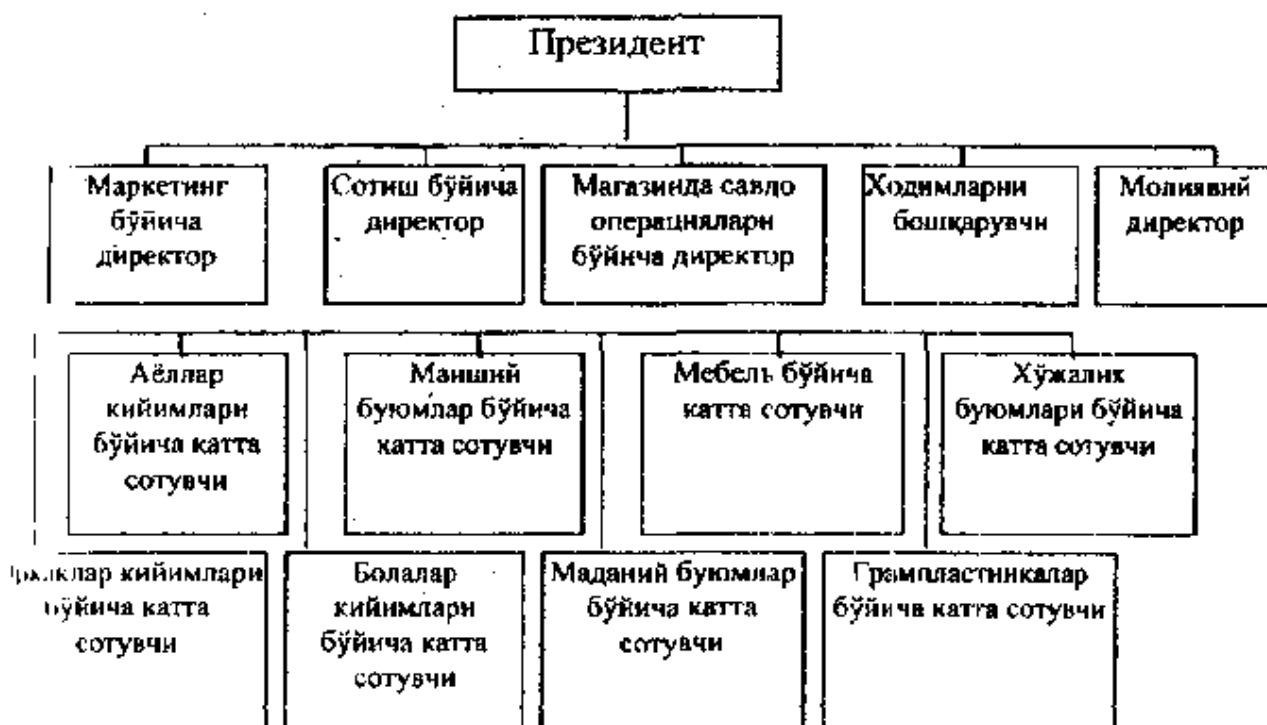 Президент
Маркетинг
бўйича
директор
Сотиш бўйича
директор
Магазинда савдо
операциялари
бўйича директор
Ходимларни
бошқарувчи
Молиявий
директор
Аёллар
кийимлари
бўйича катта
сотувчи
Маиший
буюмлар бўйича
катта сотувчи
Мебель бўйича
катта сотувчи
Хўжалик
буюмлари бўйича
катта сотувчи
кийимлари
бўйича катта
сотувчи
Болалар
кийимлари
бўйича катта
сотувчи
Маданий буюмлар
бўйича катта
сотувчи
Грампластинкалар
бўйича катта сотувчи